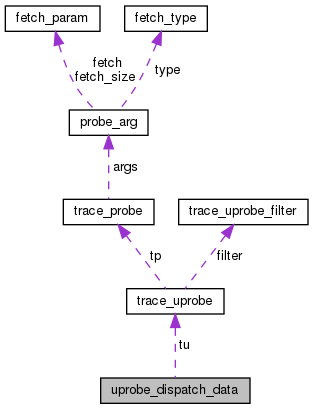 fetch_param
fetch_type
fetch
fetch_size
type
probe_arg
args
trace_probe
trace_uprobe_filter
tp
filter
trace_uprobe
tu
uprobe_dispatch_data